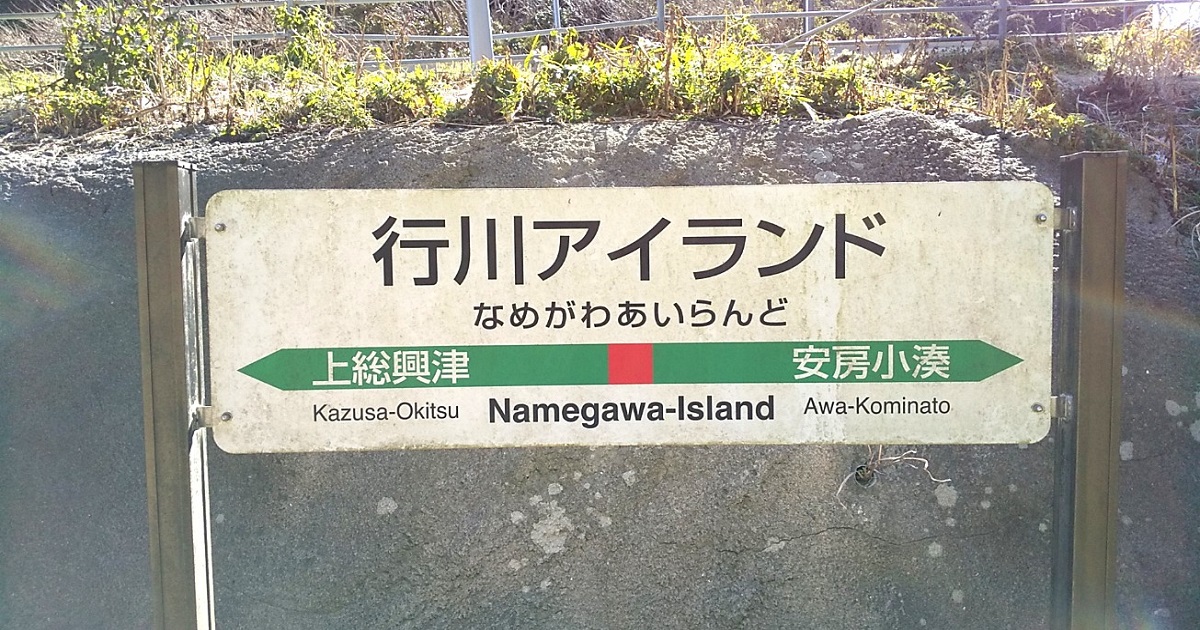 行川アイランド
なめがわあいらんど
上総興津 安房小湊
Kazusa-Okitsu Namegawa-Island Awa-Kominato